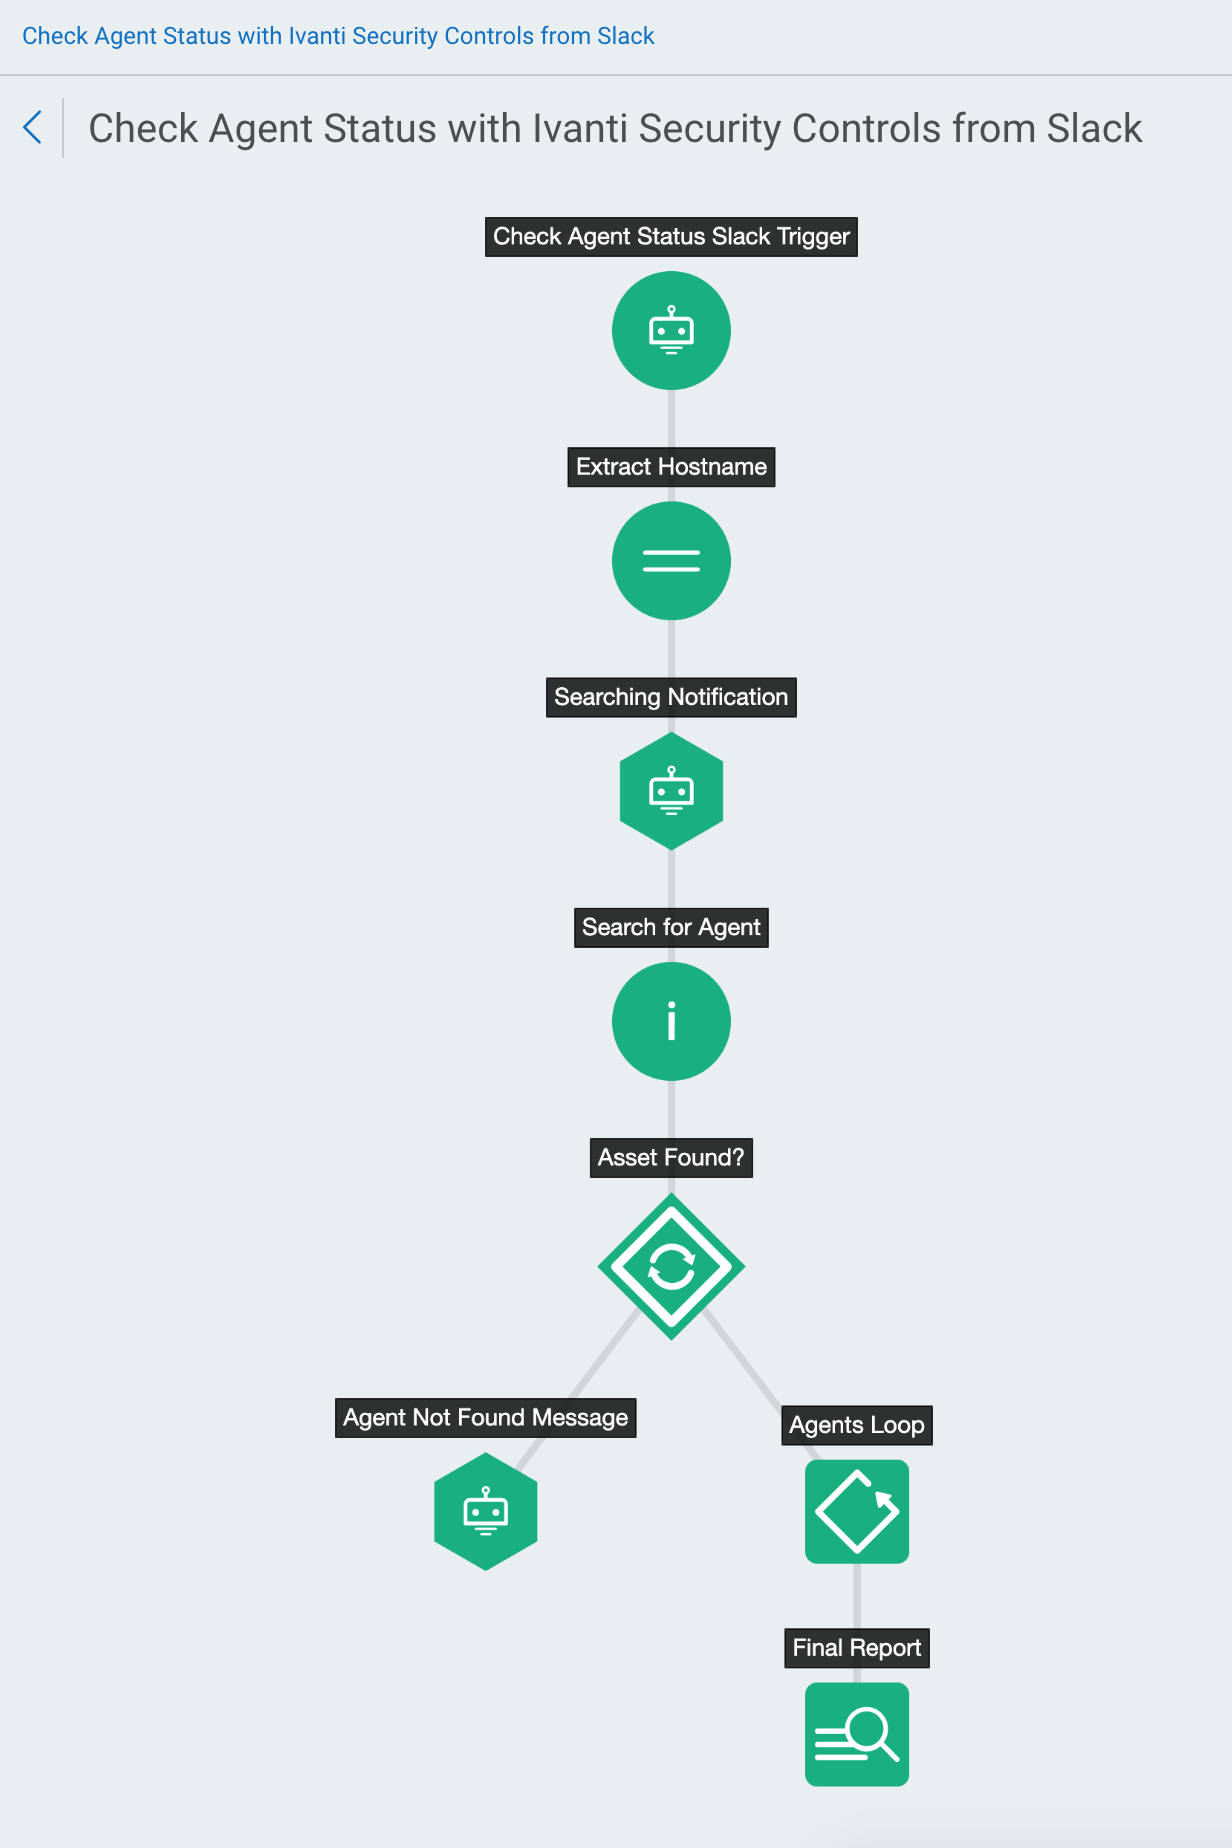 Check Agent Status with Ivanti Security Controls from Slack
Check Agent Status with Ivanti Security Controls from Slack
Check Agent Status Slack Trigger
Extract Hostname
Searching Notification
Search for Agent
i
Asset Found?
Agent Not Found Message
Agents Loop
Final Report